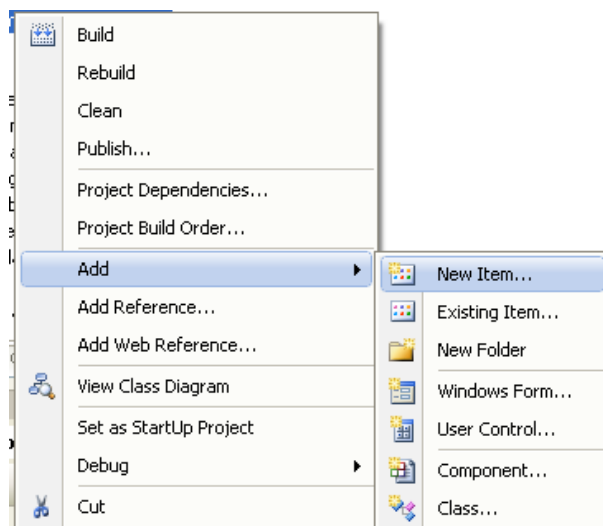 Build
Rebuild
Clean
Publish...
Project Dependencies...
Project Build Order...
Add
Add Reference...
Add Web Reference...
View Class Diagram
Set as StartUp Project
Debug
Cut
New Item...
Existing Item...
New Folder
Windows Form...
User Control...
Component...
Class...